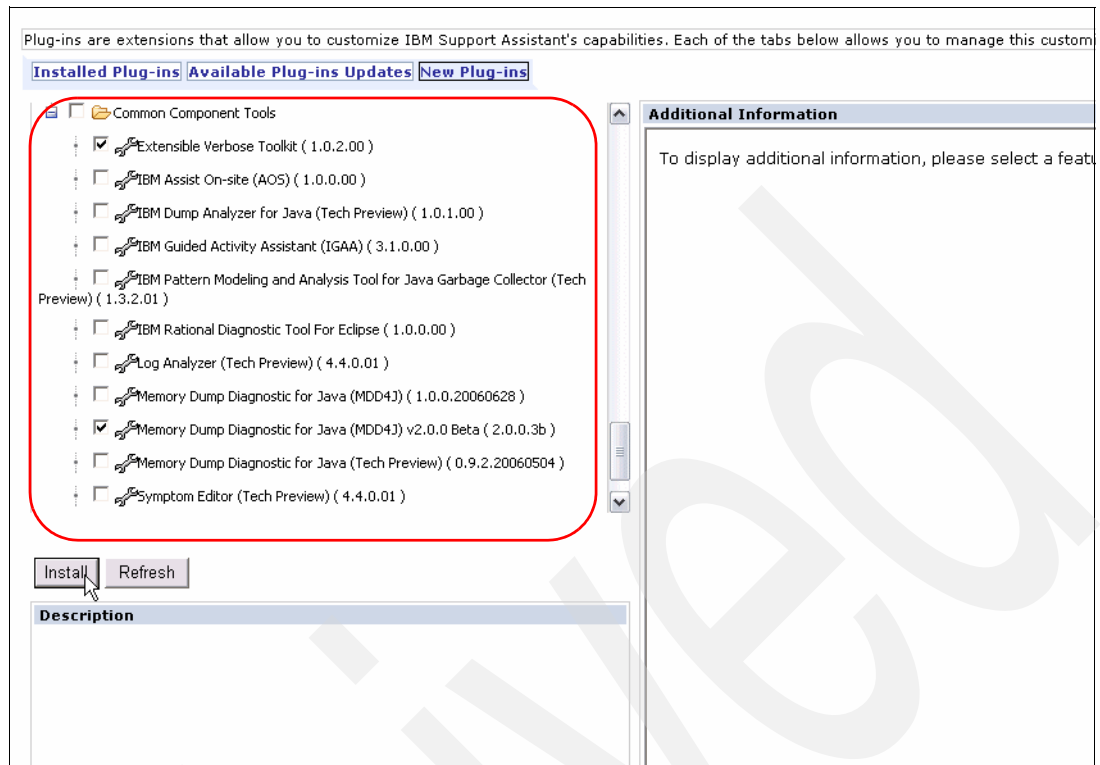 Plug-ins are extensions that allow you to customize IBM Support Assistant's capabilities. Each of the tabs below allows you to manage this
Installed Plug-ins Available Plug-ins Updates New Plug-ins
Common Component Tools
Extensible Verbose Toolkit ( 1.0.2.00 )
IBM Assist On-site (AOS) ( 1.0.0.00 )
IBM Dump Analyzer for Java (Tech Preview) ( 1.0.1.00 )
IBM Guided Activity Assistant (IGAA) ( 3.1.0.00 )
IBM Pattern Modeling and Analysis Tool for Java Garbage Collector (Tech
Preview) ( 1.3.2.01 )
IBM Rational Diagnostic Tool For Eclipse ( 1.0.0.00 )
Log Analyzer (Tech Preview) ( 4.4.0.01 )
Memory Dump Diagnostic for Java (MDD4J) ( 1.0.0.20060628 )
Memory Dump Diagnostic for Java (MDD4J) v2.0.0 Beta ( 2.0.0.3b )
Memory Dump Diagnostic for Java (Tech Preview) ( 0.9.2.20060504 )
Symptom Editor (Tech Preview) ( 4.4.0.01 )
Install Refresh
Description
Additional Information
To display additional information, please select a